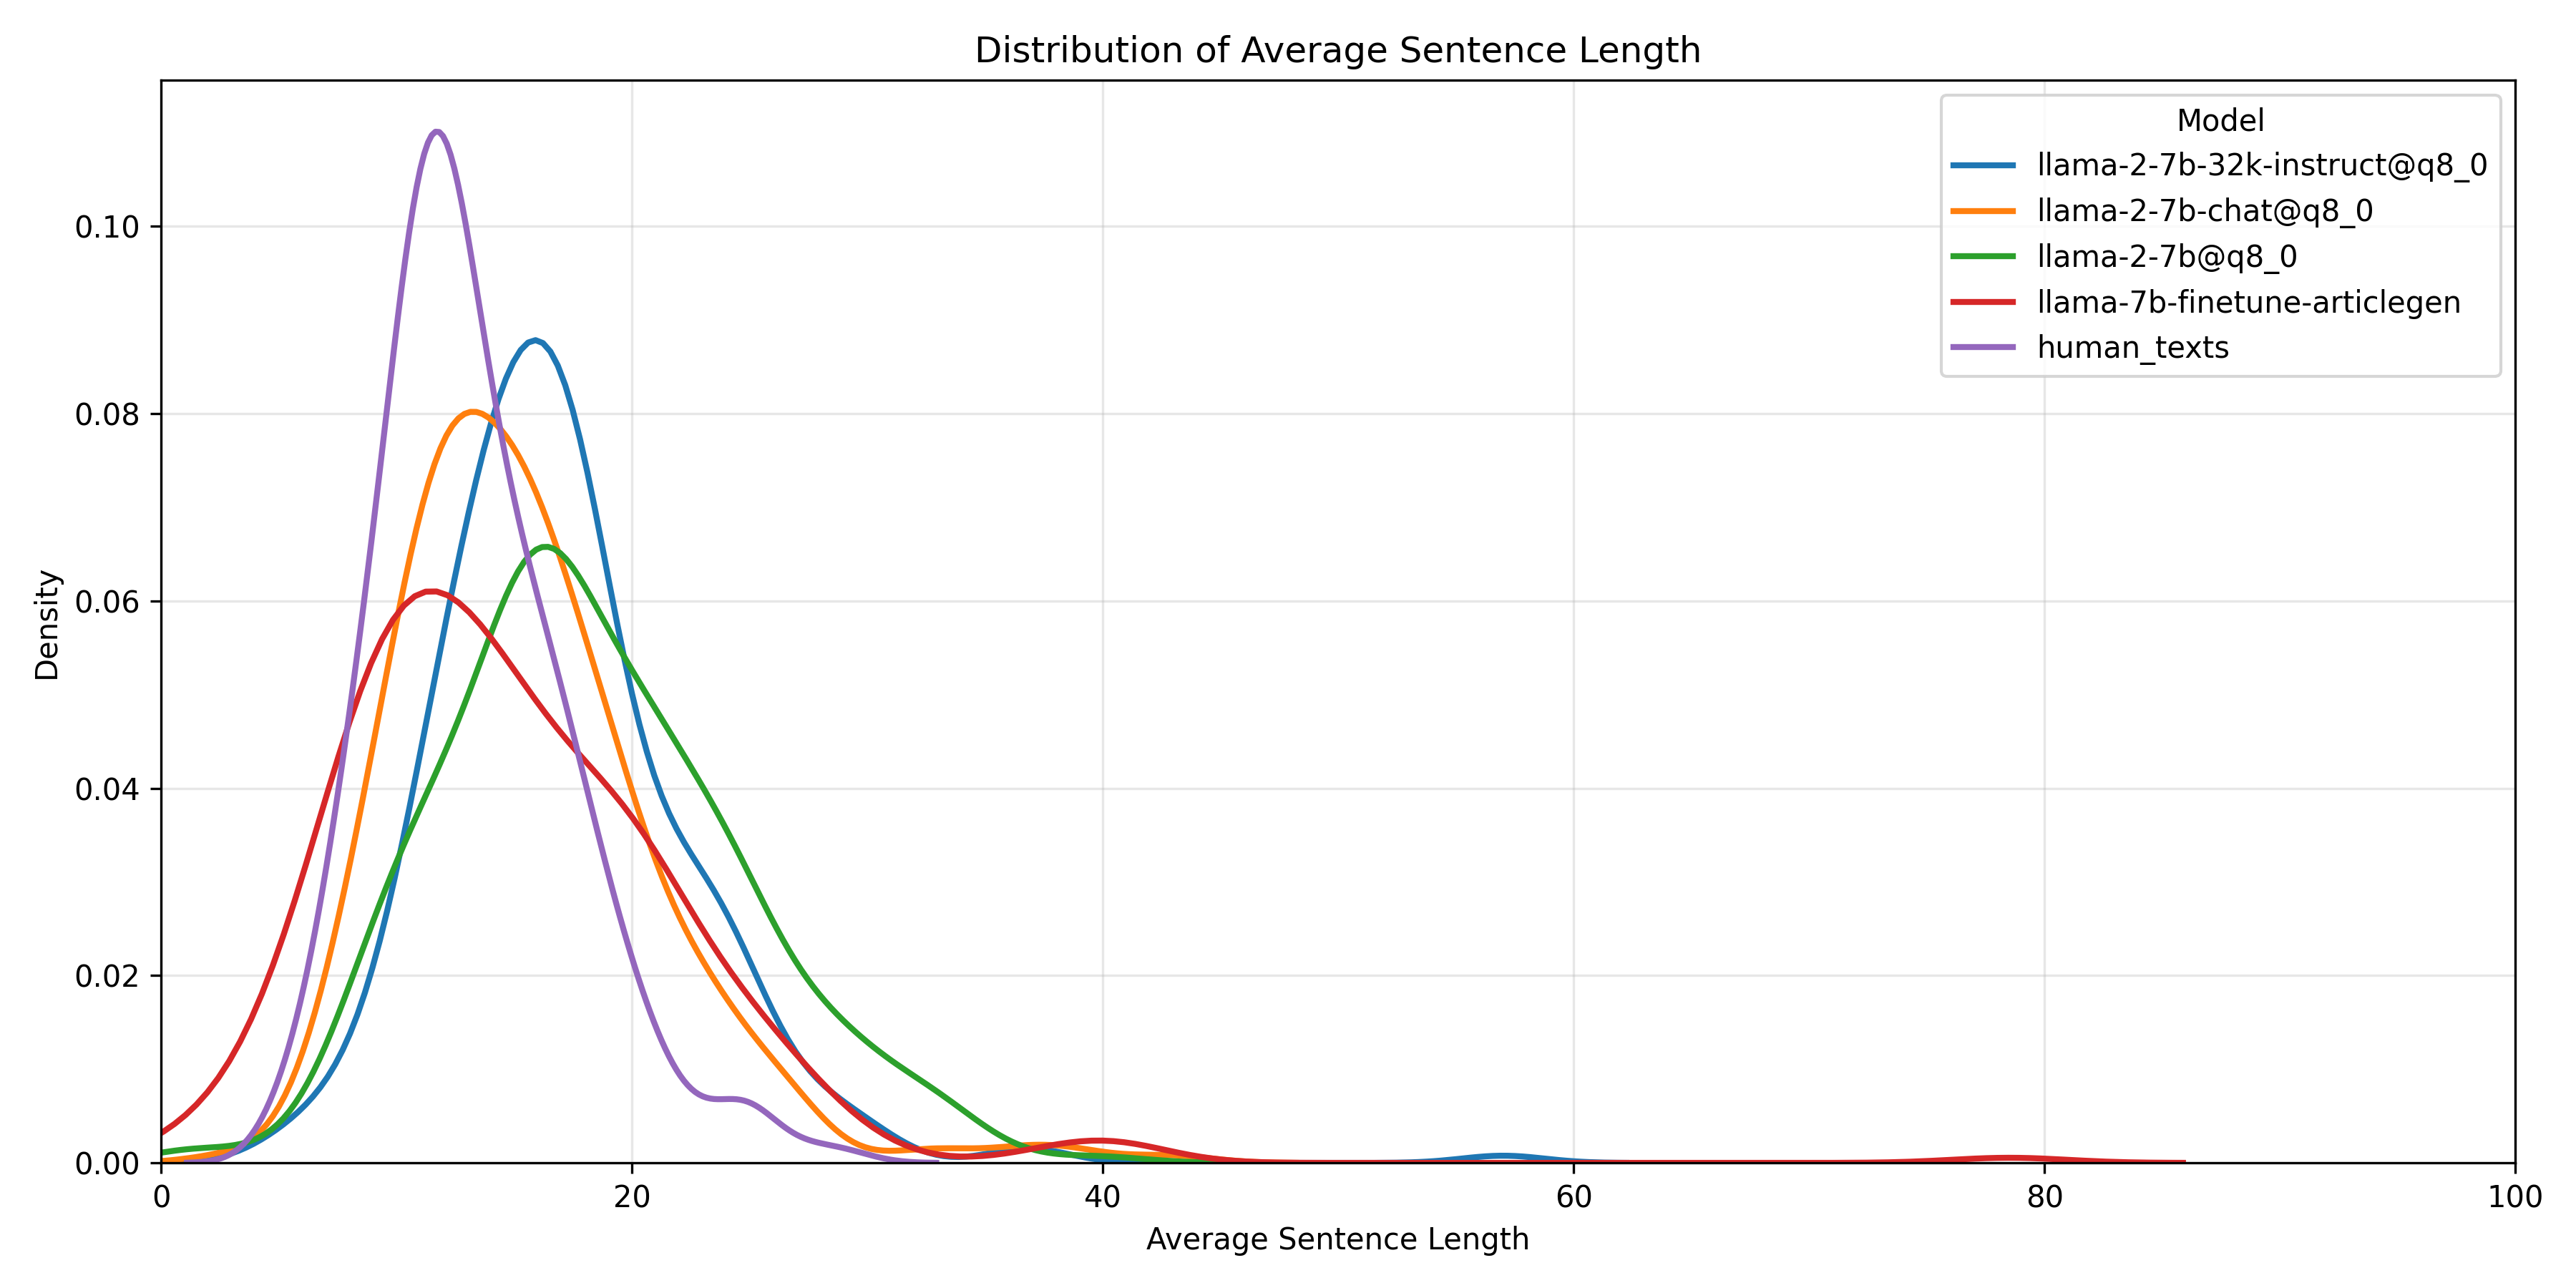 Distribution of Average Sentence Length
Model
llama-2-7b-32k-instruct@q8_0
llama-2-7b-chat@q8_0
llama-2-7b@q8_0
llama-7b-finetune-articlegen
human_texts
Density
0.10
0.08
0.06
0.04
0.02
0.00
0 20 40 60 80 100
Average Sentence Length